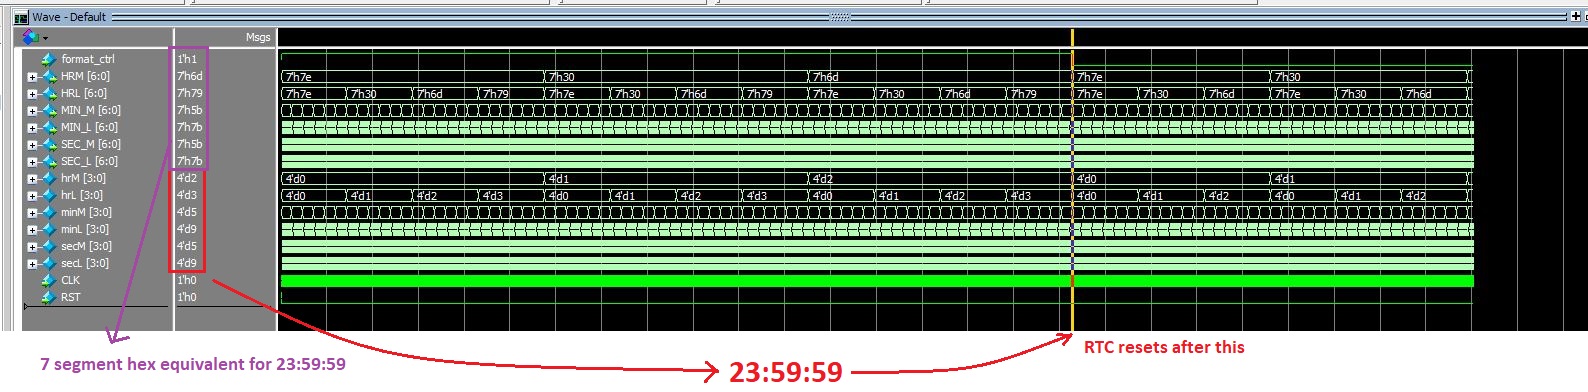 Wave - Default
Msgs
format_ctrl 1'h1
HRM [6:0] 7'h6d 7'h7e 7'h30 7'h6d 7'h7e 7'h30
HRL [6:0] 7'h79 7'h7e 7'h30 7'h6d 7'h79 7'h7e 7'h30 7'h6d 7'h79 7'h7e 7'h30 7'h6d 7'h79 7'h7e 7'h30 7'h6d 7'h7e 7'h30 7'h6d
MIN_M [6:0] 7'h5b
MIN_L [6:0] 7'h7b
SEC_M [6:0] 7'h5b
SEC_L [6:0] 7'h7b
hrM [3:0] 4'd2 4'd0 4'd1 4'd2 4'd0 4'd1
hrL [3:0] 4'd3 4'd0 4'd1 4'd2 4'd3 4'd0 4'd1 4'd2 4'd3 4'd0 4'd1 4'd2 4'd3 4'd0 4'd1 4'd2 4'd0 4'd1 4'd2
minM [3:0] 4'd5
minL [3:0] 4'd9
secM [3:0] 4'd5
secL [3:0] 4'd9
CLK 1'h0
RST 1'h0
RTC resets after this
7 segment hex equivalent for 23:59:59
23:59:59